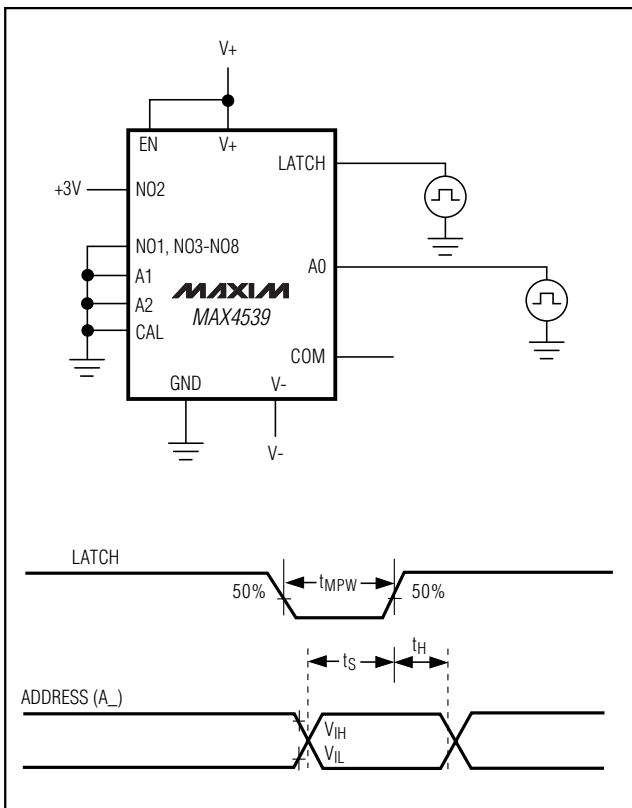 V+
EN
V+
LATCH
+3V
NO2
NO1, NO3-NO8
A0
A1
MAXIM
A2
MAX4539
CAL
COM
GND
V-
V-
LATCH
50%
tMPW
50%
tS
tH
ADDRESS (A_)
VIH
VIL